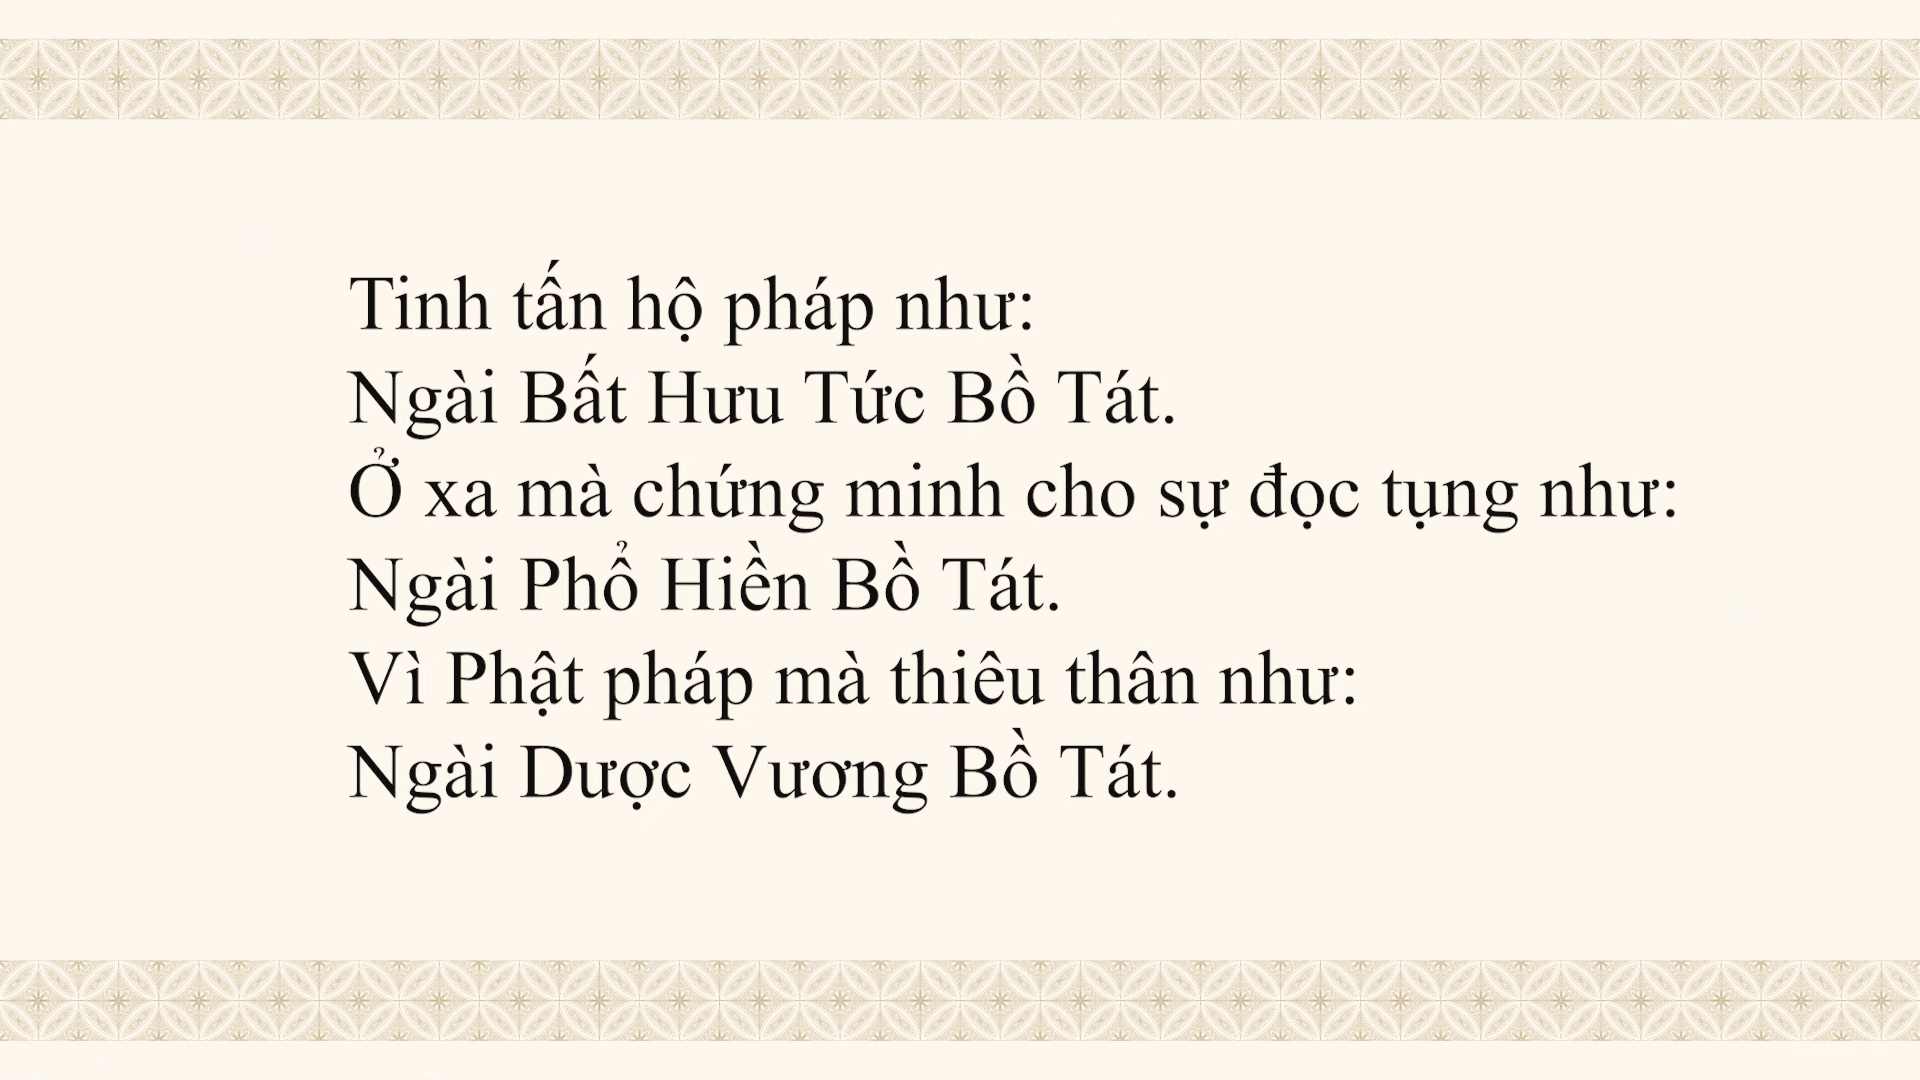 Tinh tấn hộ pháp như:
Ngài Bất Hưu Tức Bồ Tát.
Ở xa mà chứng minh cho sự đọc tụng như:
Ngài Phổ Hiền Bồ Tát.
Vì Phật pháp mà thiêu thân như:
Ngài Dược Vương Bồ Tát.